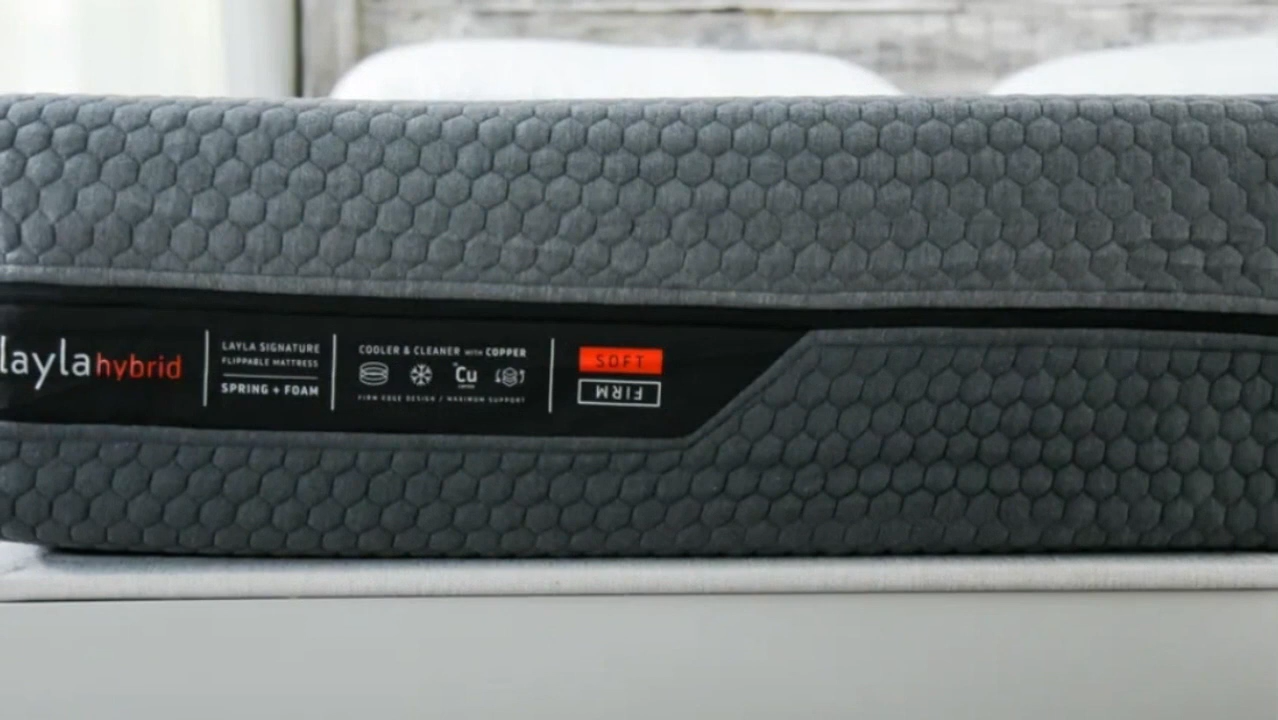 layla hybrid
LAYLA SIGNATURE
FLIPPABLE MATTRESS
SPRING + FOAM
COOLER & CLEANER WITH COPPER
Cu
FIRM EDGE DESIGN / MAXIMUM SUPPORT
SOFT
FIRM